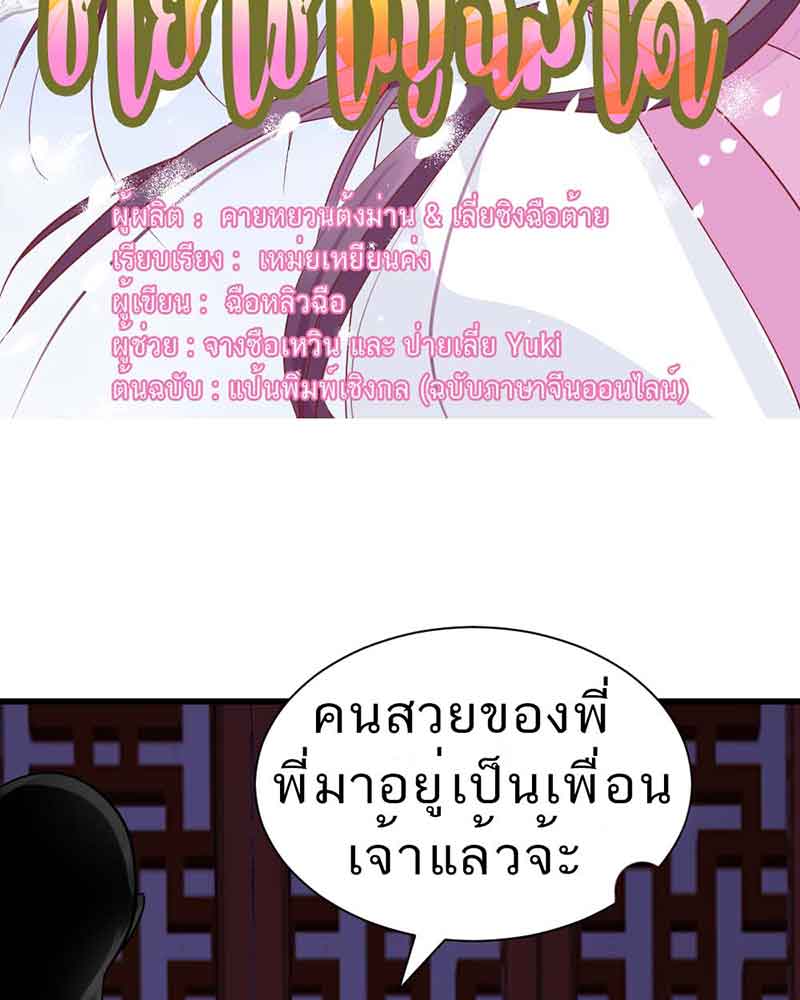 ผู้ผลิต : คายหยวนต้งม่าน & เลี่ยซิงฉือต้าย
เรียบเรียง : เหม่ยเหยียนค่ง
ผู้เขียน : ฉือหลิวฉือ
ผู้ช่วย : จางซือเหวิน และ ป่ายเลี่ย Yuki
ต้นฉบับ : แป้นพิมพ์เชิงกล (ฉบับภาษาจีนออนไลน์)
คนสวยของพี่
พี่มาอยู่เป็นเพื่อน
เจ้าแล้วจ้ะ